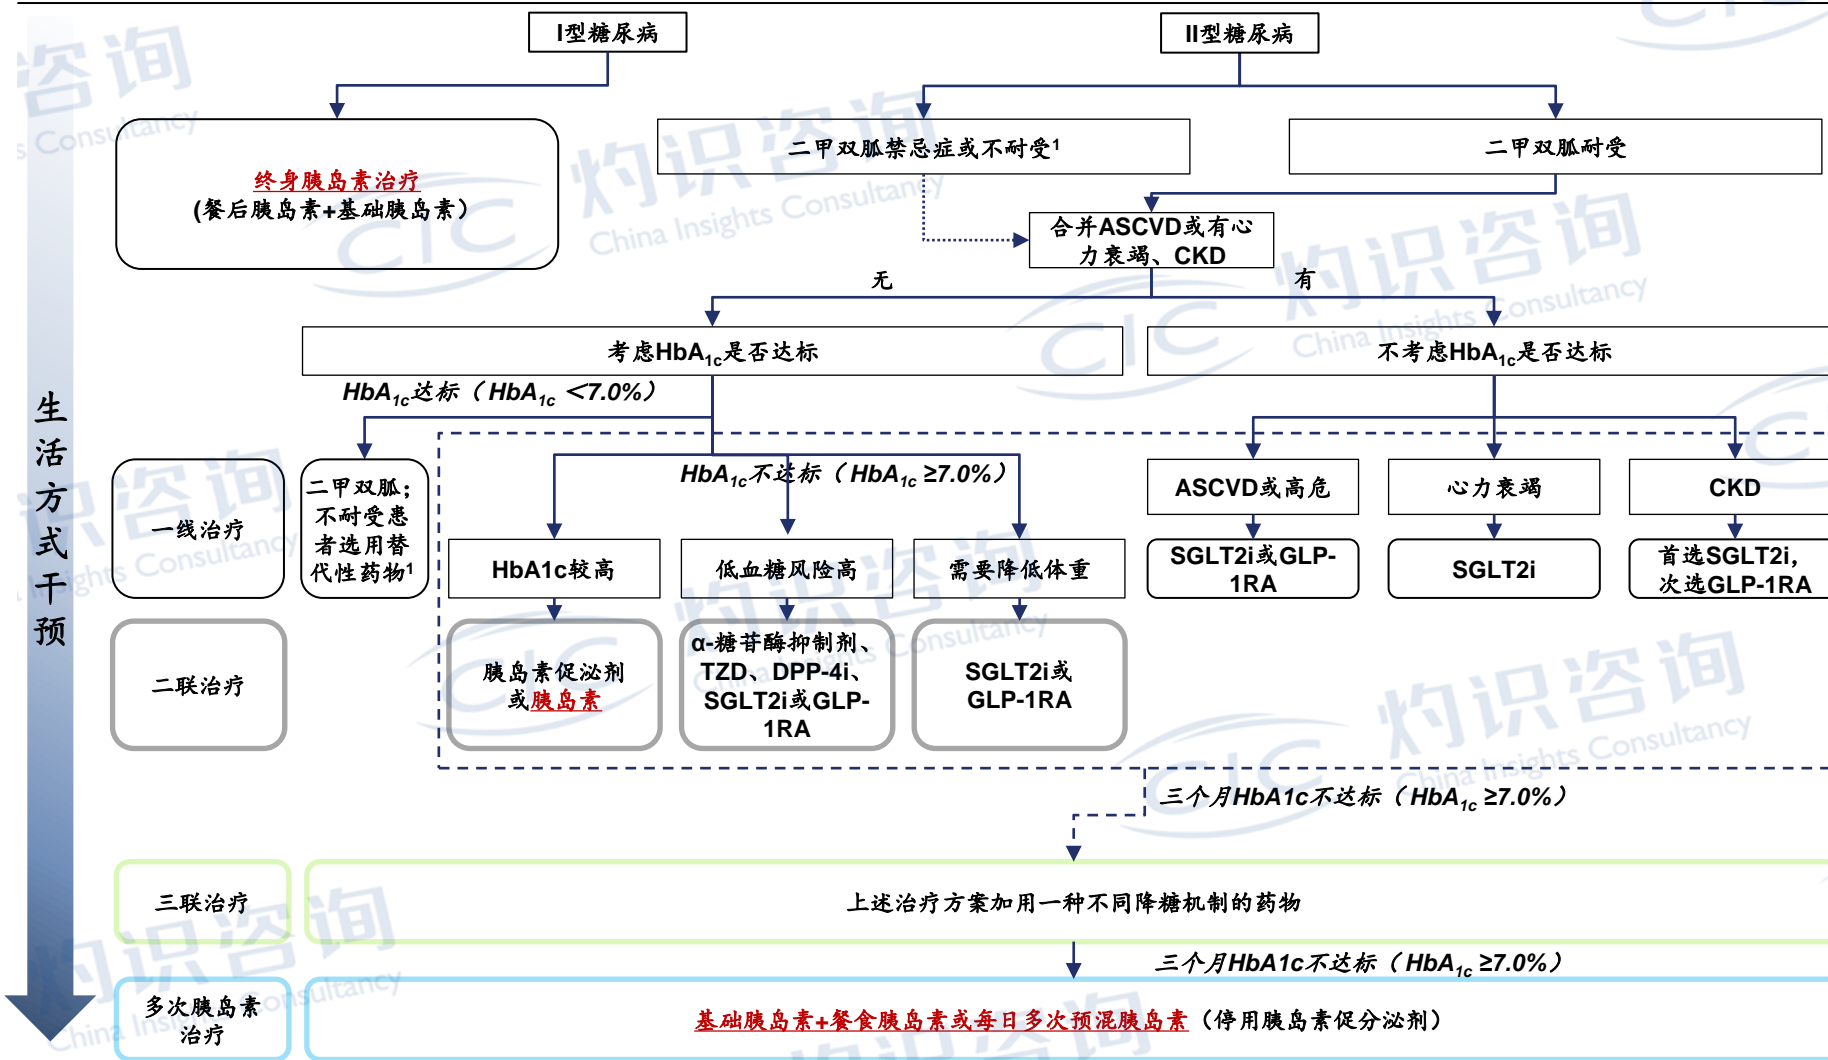 I型糖尿病
II型糖尿病
终身胰岛素治疗
(餐后胰岛素+基础胰岛素）
二甲双胍禁忌症或不耐受1
二甲双胍耐受
合并ASCVD或有心
力衰竭、CKD
无
有
考虑HbA1c是否达标
不考虑HbA1c是否达标
HbA1c达标（HbA1c ＜7.0%）
HbA1c不达标（HbA1c ≥7.0%）
生活方式干预
一线治疗
二甲双胍；
不耐受患
者选用替
代性药物1
HbA1c较高
低血糖风险高
需要降低体重
ASCVD或高危
心力衰竭
CKD
SGLT2i或GLP-
1RA
SGLT2i
首选SGLT2i，
次选GLP-1RA
二联治疗
胰岛素促泌剂
或胰岛素
α-糖苷酶抑制剂、
TZD、DPP-4i、
SGLT2i或GLP-
1RA
SGLT2i或
GLP-1RA
三个月HbA1c不达标（HbA1c ≥7.0%）
三联治疗
上述治疗方案加用一种不同降糖机制的药物
三个月HbA1c不达标（HbA1c ≥7.0%）
多次胰岛素
治疗
基础胰岛素+餐食胰岛素或每日多次预混胰岛素（停用胰岛素促分泌剂）
CIC 灼识咨询
China Insights Consultancy